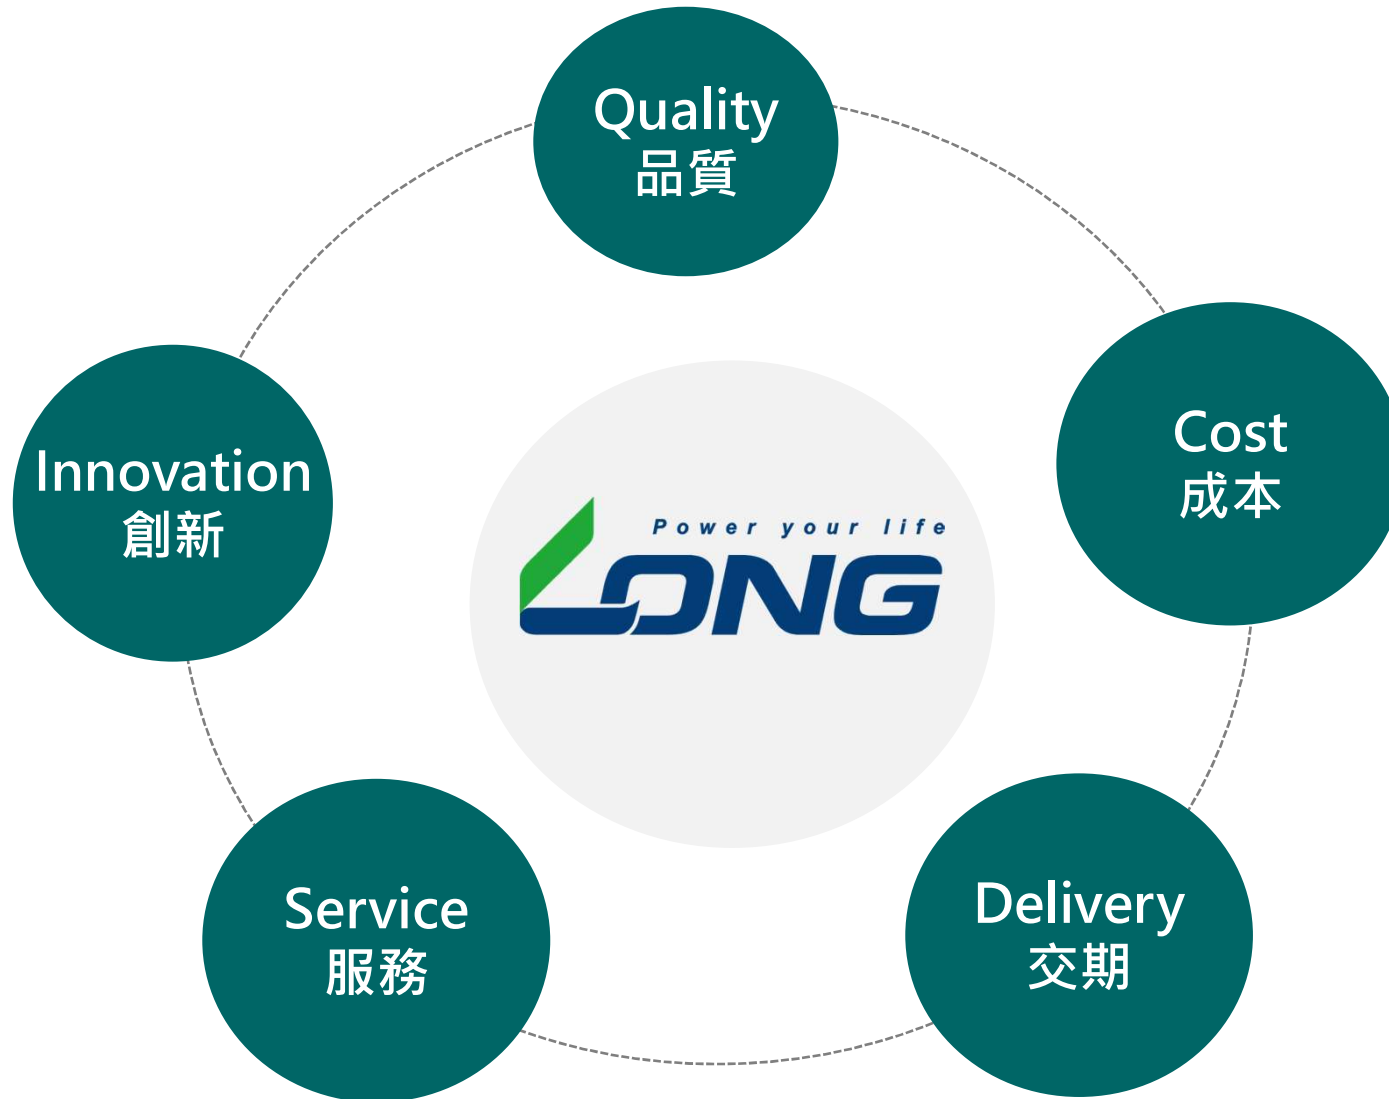 Quality
品質
Cost
成本
Innovation
創新
Power your life
LONG
Service
服務
Delivery
交期